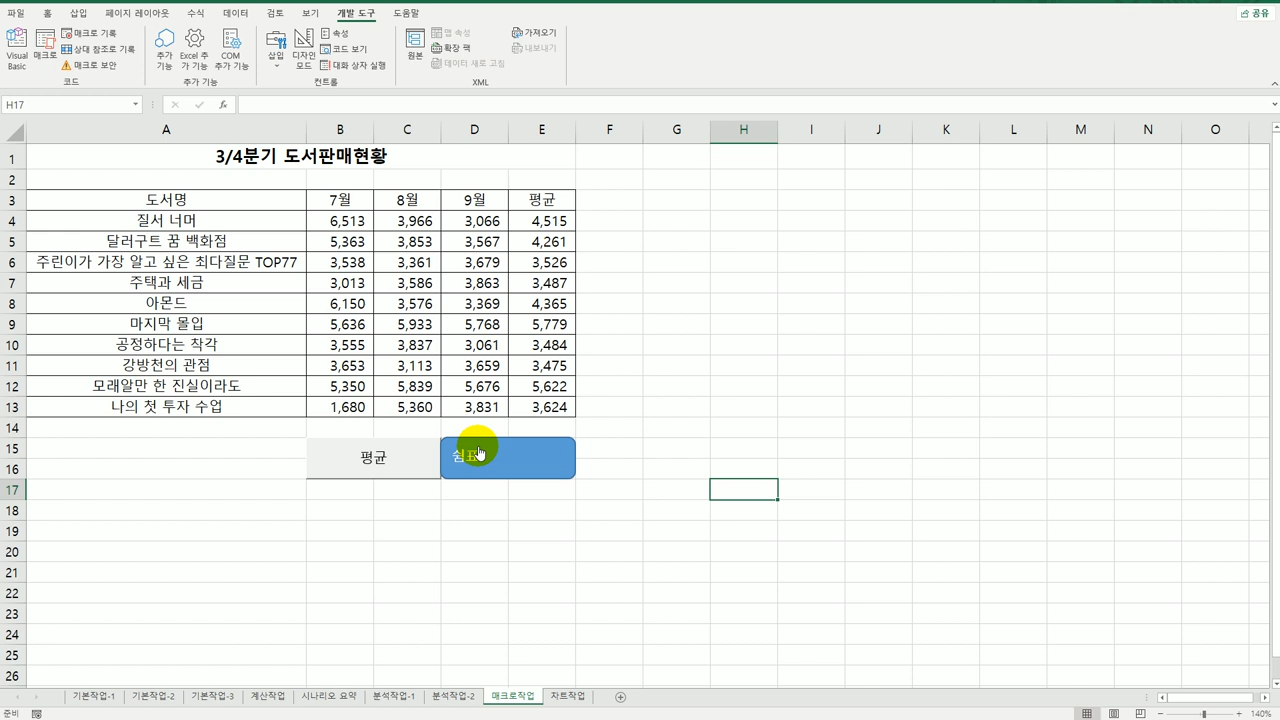 파일 홈 삽입 페이지 레이아웃 수식 데이터 검토 보기 개발 도구 도움말 공유
Visual Basic 매크로 매크로 기록 상대 참조로 기록 매크로 보안 추가 기능 Excel 추가 기능 COM 추가 기능 삽입 디자인 모드 속성 코드 보기 대화 상자 실행 원본 맵 속성 확장 팩 데이터 새로 고침 가져오기 내보내기
코드 추가 기능 컨트롤 XML
H17 fx
A B C D E F G H I J K L M N O
1 3/4분기 도서판매현황
2
3 도서명 7월 8월 9월 평균
4 질서 너머 6,513 3,966 3,066 4,515
5 달러구트 꿈 백화점 5,363 3,853 3,567 4,261
6 주린이가 가장 알고 싶은 최다질문 TOP77 3,538 3,361 3,679 3,526
7 주택과 세금 3,013 3,586 3,863 3,487
8 아몬드 6,150 3,576 3,369 4,365
9 마지막 몰입 5,636 5,933 5,768 5,779
10 공정하다는 착각 3,555 3,837 3,061 3,484
11 강방천의 관점 3,653 3,113 3,659 3,475
12 모래알만 한 진실이라도 5,350 5,839 5,676 5,622
13 나의 첫 투자 수업 1,680 5,360 3,831 3,624
14
15
평균 쉼표
16
17
18
19
20
21
22
23
24
25
26
기본작업-1 기본작업-2 기본작업-3 계산작업 시나리오 요약 분석작업-1 분석작업-2 매크로작업 차트작업
준비 140%